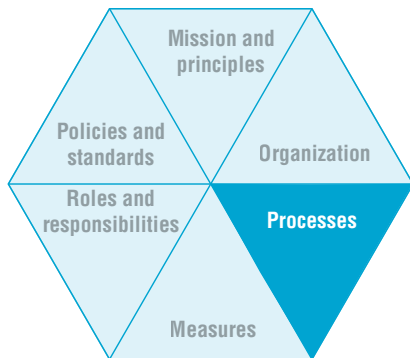 Mission and
principles
Policies and
standards
Organization
Roles and
responsibilities
Processes
Measures